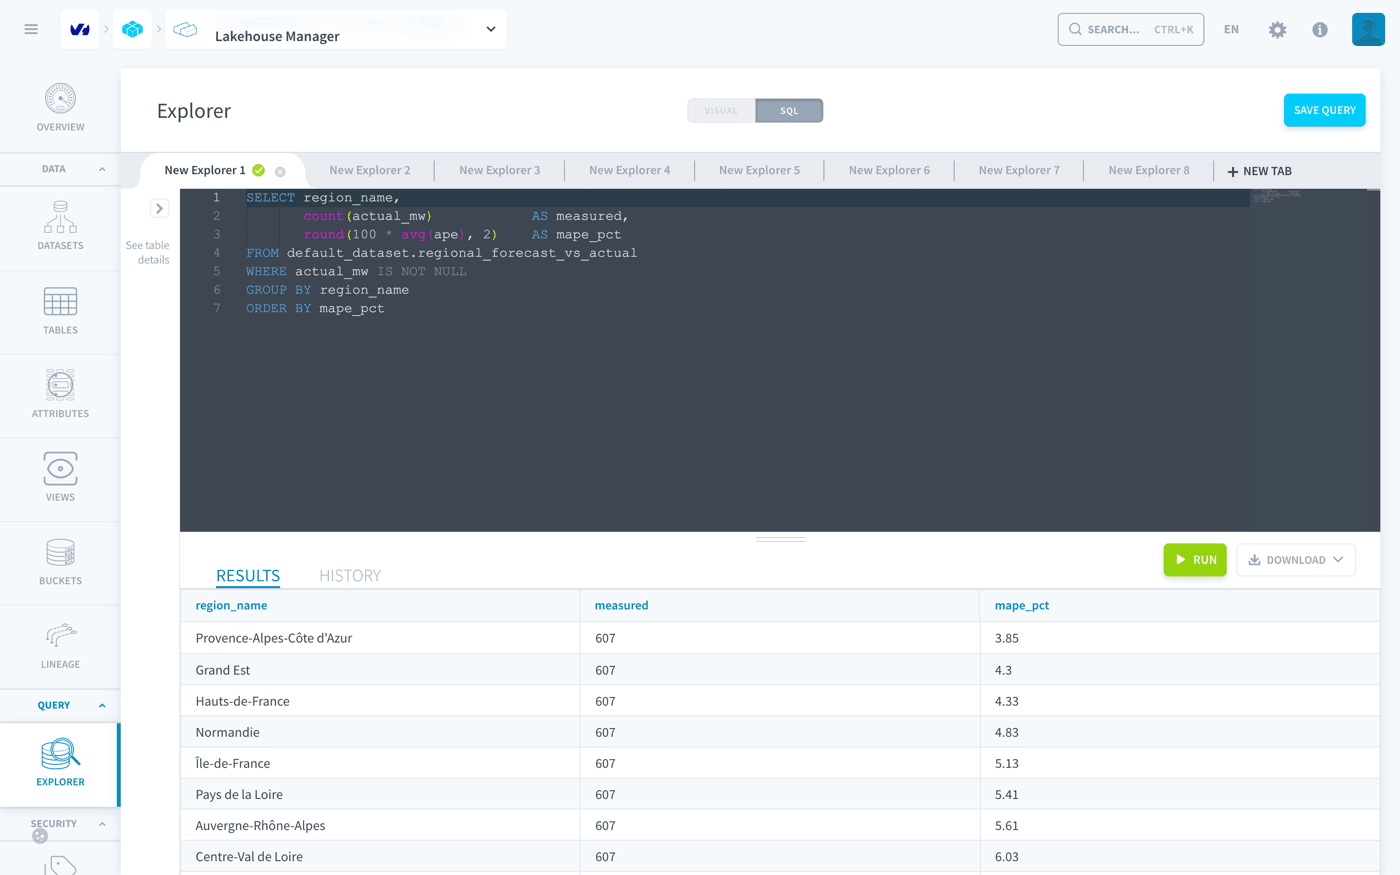 Lakehouse Manager
SEARCH... CTRL+K
EN
OVERVIEW
DATA
DATASETS
TABLES
ATTRIBUTES
VIEWS
BUCKETS
LINEAGE
QUERY
EXPLORER
SECURITY
Explorer
VISUAL SQL
SAVE QUERY
New Explorer 1 New Explorer 2 New Explorer 3 New Explorer 4 New Explorer 5 New Explorer 6 New Explorer 7 New Explorer 8 + NEW TAB
See table
details
1 SELECT region_name,
2 count(actual_mw) AS measured,
3 round(100 * avg(ape), 2) AS mape_pct
4 FROM default_dataset.regional_forecast_vs_actual
5 WHERE actual_mw IS NOT NULL
6 GROUP BY region_name
7 ORDER BY mape_pct
RUN DOWNLOAD
RESULTS HISTORY
region_name measured mape_pct
Provence-Alpes-Côte d'Azur 607 3.85
Grand Est 607 4.3
Hauts-de-France 607 4.33
Normandie 607 4.83
Île-de-France 607 5.13
Pays de la Loire 607 5.41
Auvergne-Rhône-Alpes 607 5.61
Centre-Val de Loire 607 6.03